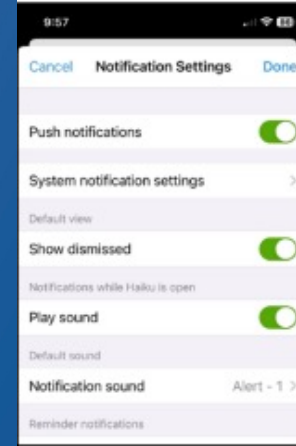 9:57
Cancel Notification Settings Done
Push notifications
System notification settings
Default view
Show dismissed
Notifications while Haiku is open
Play sound
Default sound
Notification sound Alert - 1
Reminder notifications